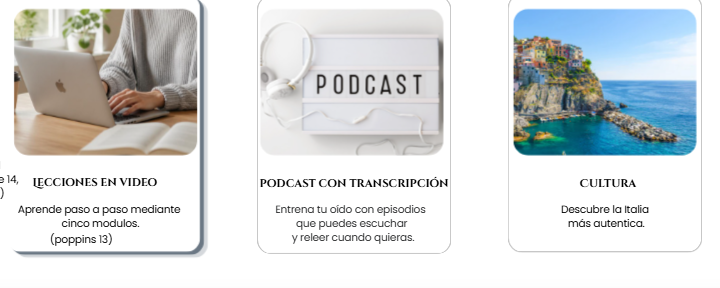 PODCAST
e 14,
)
LECCIONES EN VIDEO
PODCAST CON TRANSCRIPCIÓN
CULTURA
Aprende paso a paso mediante
cinco modulos.
(poppins 13)
Entrena tu oído con episodios
que puedes escuchar
y releer cuando quieras.
Descubre la Italia
más autentica.